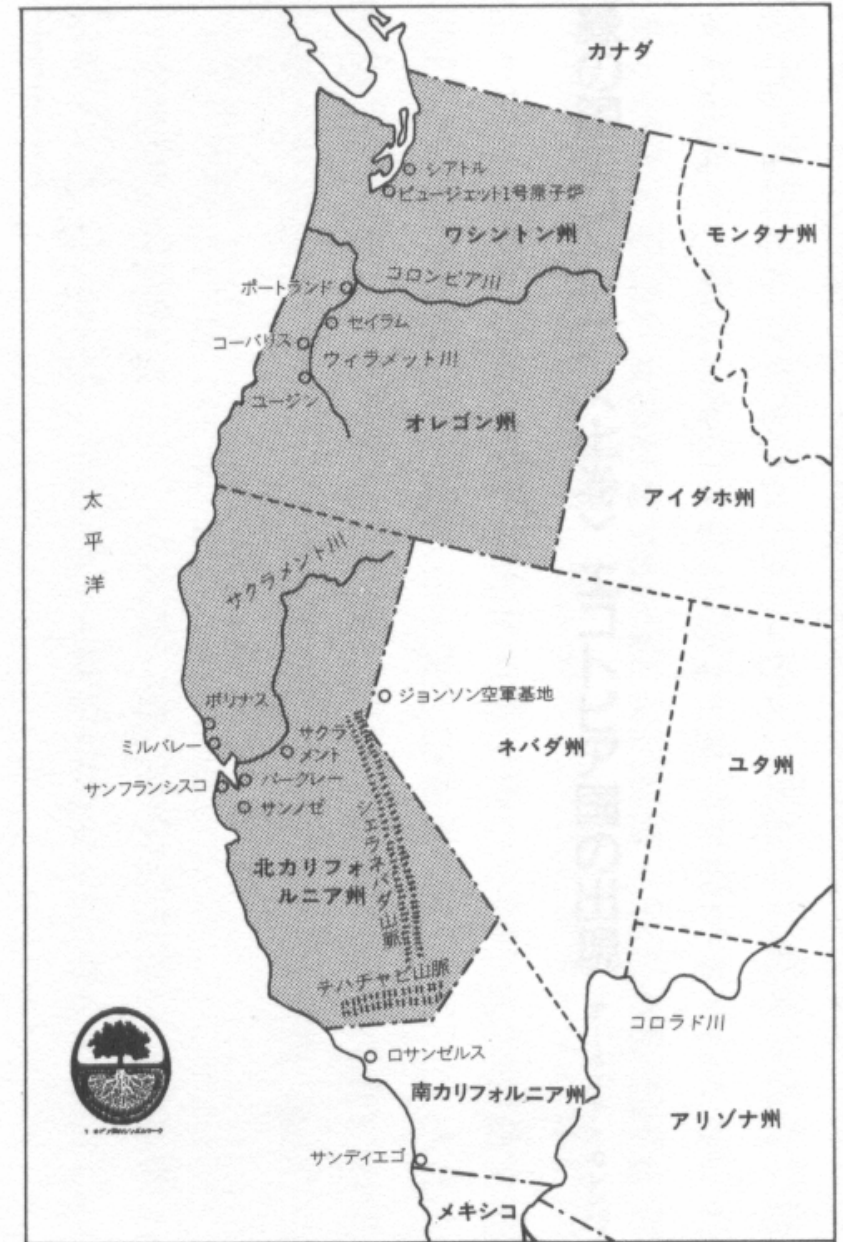 カナダ
シアトル
ピュージェット1号原子炉
ワシントン州
モンタナ州
コロンビア川
ポートランド
セイラム
コーバリス
ウィラメット川
ユージン
オレゴン州
アイダホ州
太平洋
サクラメント川
ジョンソン空軍基地
ボリナス
サクラ
メント
ネバダ州
ミルバレー
ユタ州
バークレー
サンフランシスコ
サンノゼ
シエラネバダ山脈
北カリフォ
ルニア州
テハチャピ山脈
コロラド川
ロサンゼルス
南カリフォルニア州
アリゾナ州
サンディエゴ
メキシコ